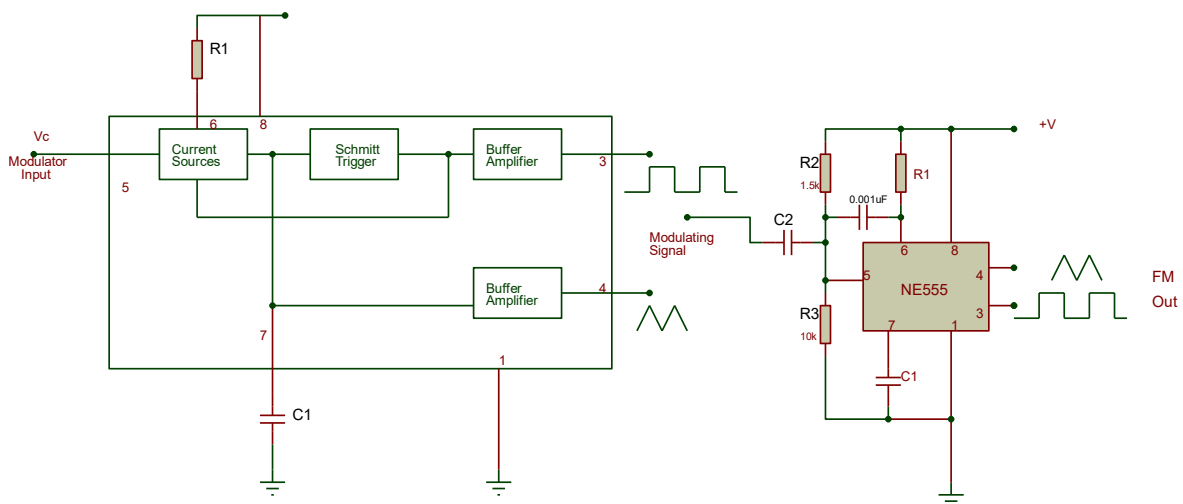 R1
6
8
Vc
Modulator
Input
5
Current
Sources
Schmitt
Trigger
Buffer
Amplifier
3
Buffer
Amplifier
4
7
1
C1
+V
R2
1.5k
R1
0.001uF
C2
Modulating
Signal
6
8
5
4
NE555
3
FM
Out
R3
10k
7
1
C1